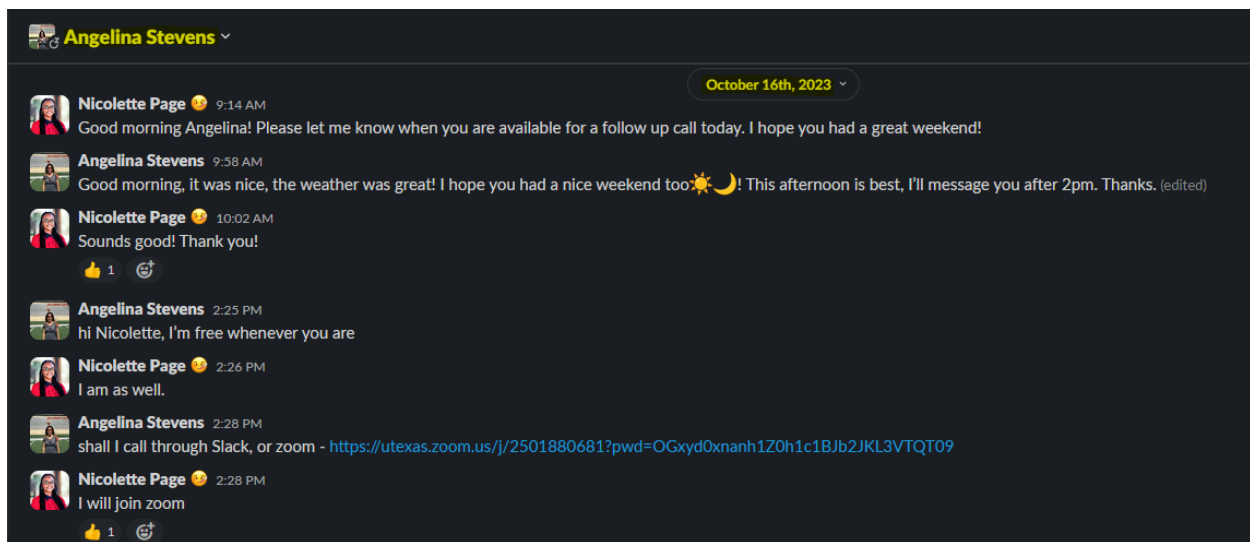 Angelina Stevens
October 16th, 2023
Nicolette Page 9:14 AM
Good morning Angelina! Please let me know when you are available for a follow up call today. I hope you had a great weekend!
Angelina Stevens 9:58 AM
Good morning, it was nice, the weather was great! I hope you had a nice weekend too☀️🌙! This afternoon is best, I'll message you after 2pm. Thanks. (edited)
Nicolette Page 10:02 AM
Sounds good! Thank you!
👍 1
Angelina Stevens 2:25 PM
hi Nicolette, I'm free whenever you are
Nicolette Page 2:26 PM
I am as well.
Angelina Stevens 2:28 PM
shall I call through Slack, or zoom - https://utexas.zoom.us/j/2501880681?pwd=OGxyd0xnanh1Z0h1c1BJb2JKL3VTQT09
Nicolette Page 2:28 PM
I will join zoom
👍 1